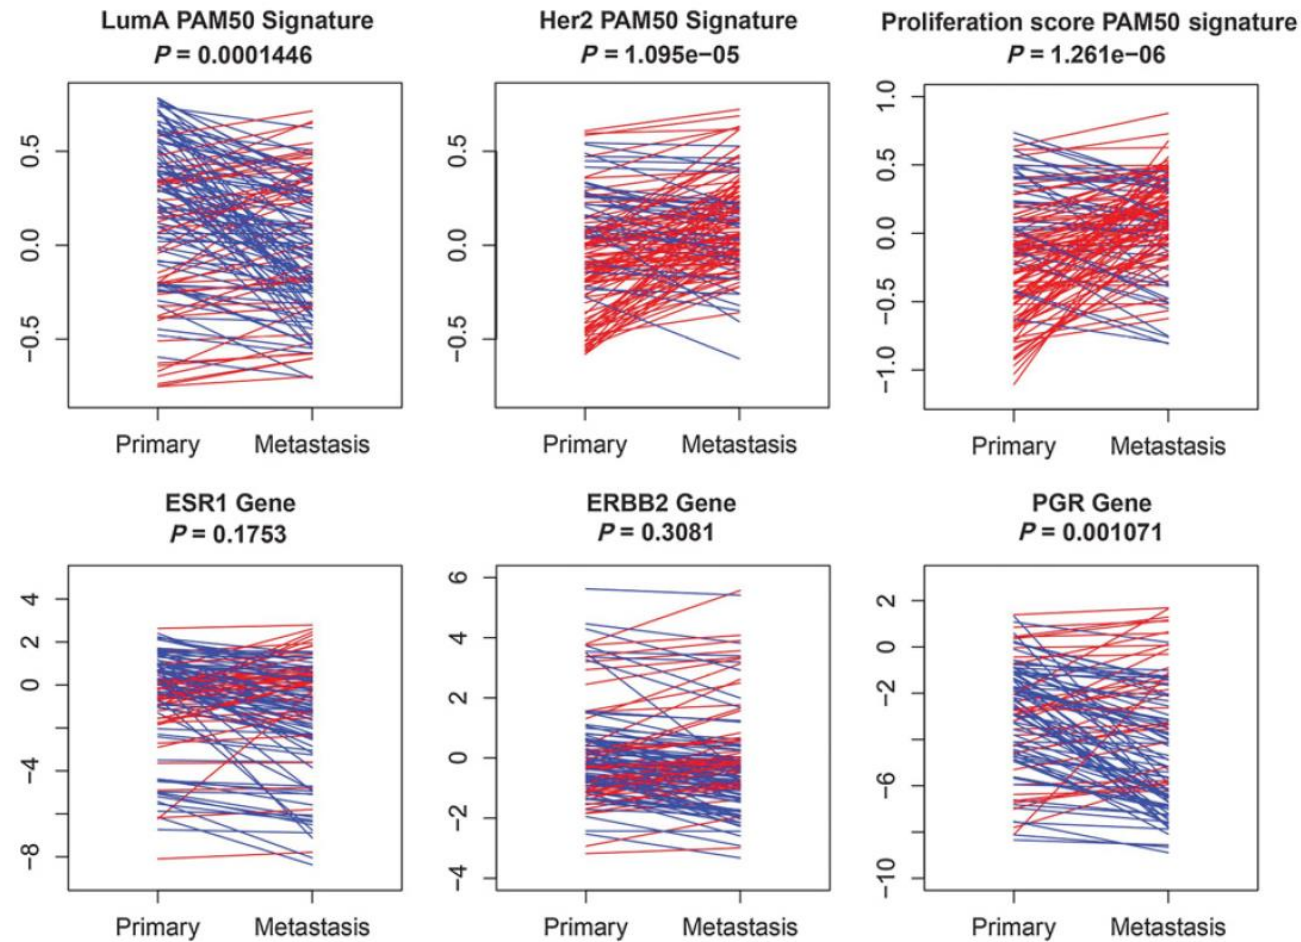 LumA PAM50 Signature
P = 0.0001446
0.5
0.0
−0.5
Primary Metastasis
Her2 PAM50 Signature
P = 1.095e−05
0.5
0.0
−0.5
Primary Metastasis
Proliferation score PAM50 signature
P = 1.261e−06
1.0
0.5
0.0
−0.5
−1.0
Primary Metastasis
ESR1 Gene
P = 0.1753
4
2
0
−4
−8
Primary Metastasis
ERBB2 Gene
P = 0.3081
6
4
2
0
−2
−4
Primary Metastasis
PGR Gene
P = 0.001071
2
0
−2
−6
−10
Primary Metastasis